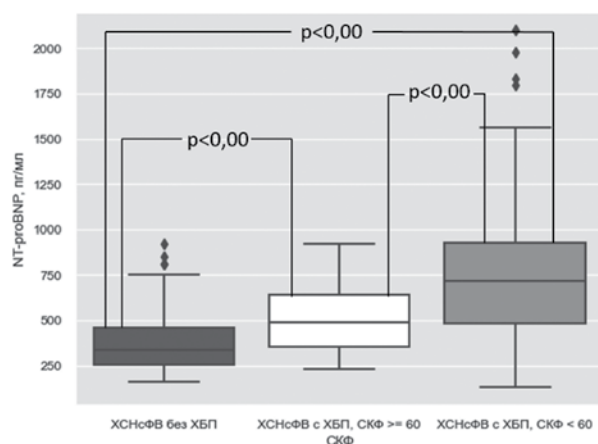 p<0,00
p<0,00
p<0,00
2000
1750
1500
1250
1000
750
500
250
NT-proBNP, пг/мл
ХСНсФВ без ХБП
ХСНсФВ с ХБП, СКФ >= 60
ХСНсФВ с ХБП, СКФ < 60
СКФ